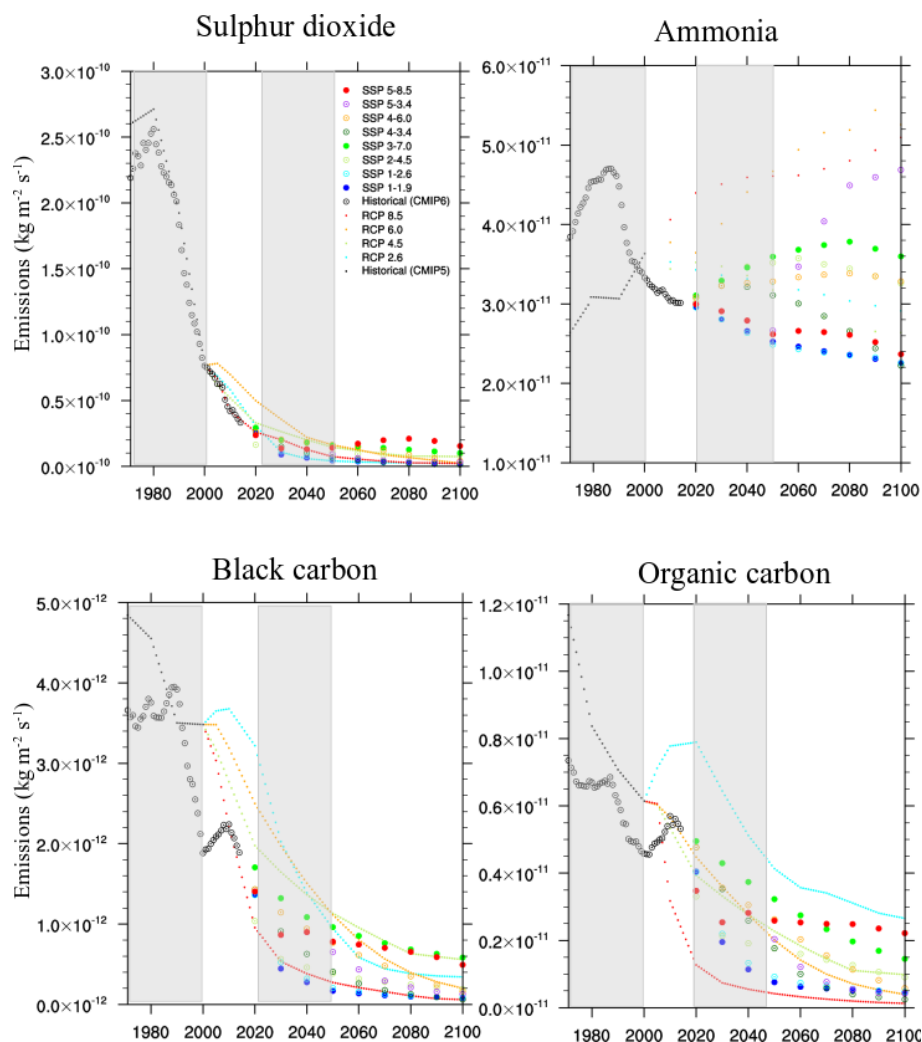 Sulphur dioxide
Ammonia
Emissions (kg m⁻² s⁻¹)
3.0×10⁻¹⁰
2.5×10⁻¹⁰
2.0×10⁻¹⁰
1.5×10⁻¹⁰
1.0×10⁻¹⁰
0.5×10⁻¹⁰
0.0×10⁻¹⁰
SSP 5-8.5
SSP 5-3.4
SSP 4-6.0
SSP 4-3.4
SSP 3-7.0
SSP 2-4.5
SSP 1-2.6
SSP 1-1.9
Historical (CMIP6)
RCP 8.5
RCP 6.0
RCP 4.5
RCP 2.6
Historical (CMIP5)
1980 2000 2020 2040 2060 2080 2100
6.0×10⁻¹¹
5.0×10⁻¹¹
4.0×10⁻¹¹
3.0×10⁻¹¹
2.0×10⁻¹¹
1.0×10⁻¹¹
1980 2000 2020 2040 2060 2080 2100
Black carbon
Organic carbon
Emissions (kg m⁻² s⁻¹)
5.0×10⁻¹²
4.0×10⁻¹²
3.0×10⁻¹²
2.0×10⁻¹²
1.0×10⁻¹²
0.0×10⁻¹²
1980 2000 2020 2040 2060 2080 2100
1.2×10⁻¹¹
1.0×10⁻¹¹
0.8×10⁻¹¹
0.6×10⁻¹¹
0.4×10⁻¹¹
0.2×10⁻¹¹
0.0×10⁻¹¹
1980 2000 2020 2040 2060 2080 2100